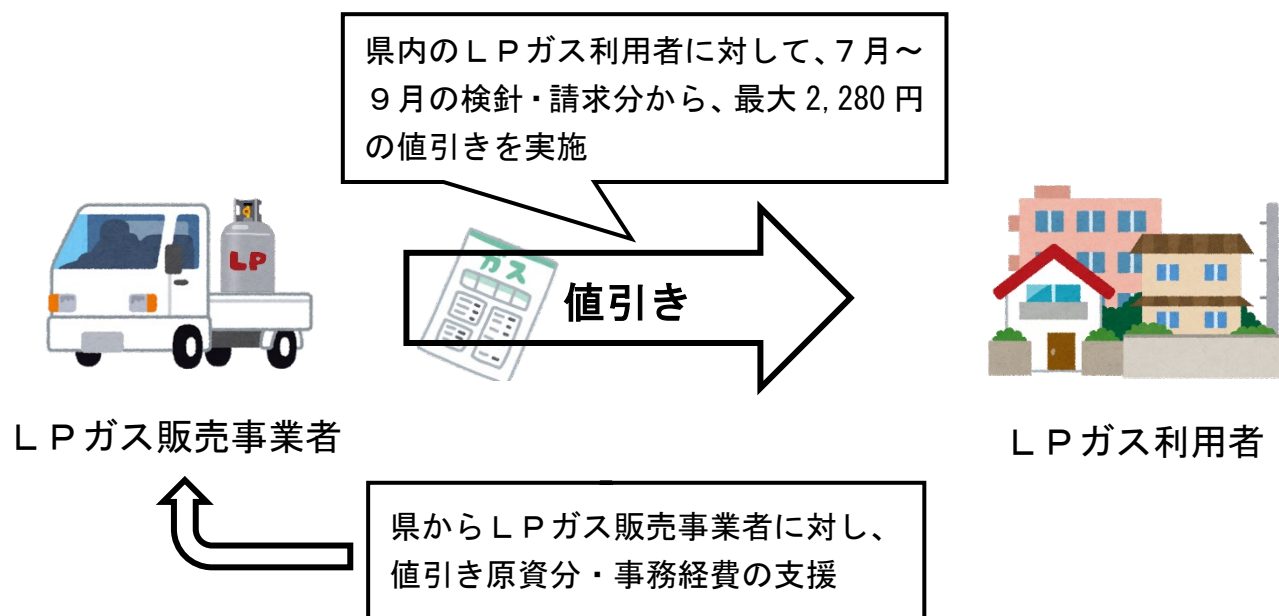 県内のＬＰガス利用者に対して、７月～
９月の検針・請求分から、最大 2,280 円
の値引きを実施
LP
ガス
値引き
ＬＰガス販売事業者
ＬＰガス利用者
県からＬＰガス販売事業者に対し、
値引き原資分・事務経費の支援